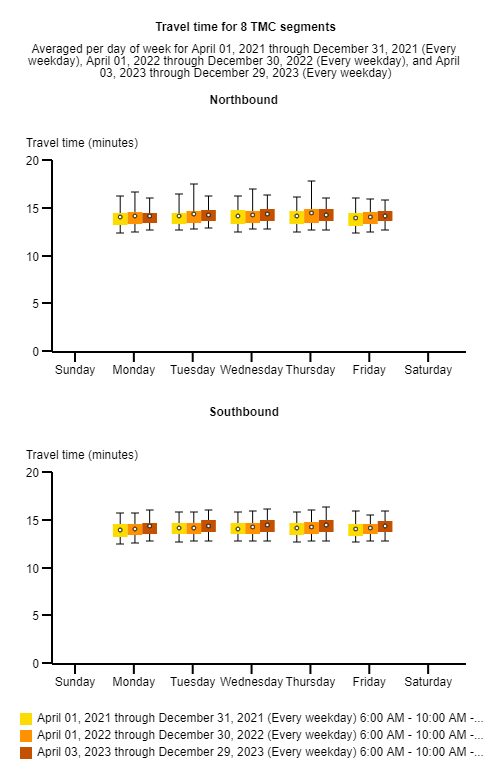 Travel time for 8 TMC segments
Averaged per day of week for April 01, 2021 through December 31, 2021 (Every
weekday), April 01, 2022 through December 30, 2022 (Every weekday), and April
03, 2023 through December 29, 2023 (Every weekday)
Northbound
Travel time (minutes)
20
15
10
5
0
Sunday Monday Tuesday Wednesday Thursday Friday Saturday
Southbound
Travel time (minutes)
20
15
10
5
0
Sunday Monday Tuesday Wednesday Thursday Friday Saturday
April 01, 2021 through December 31, 2021 (Every weekday) 6:00 AM - 10:00 AM -...
April 01, 2022 through December 30, 2022 (Every weekday) 6:00 AM - 10:00 AM -...
April 03, 2023 through December 29, 2023 (Every weekday) 6:00 AM - 10:00 AM -...